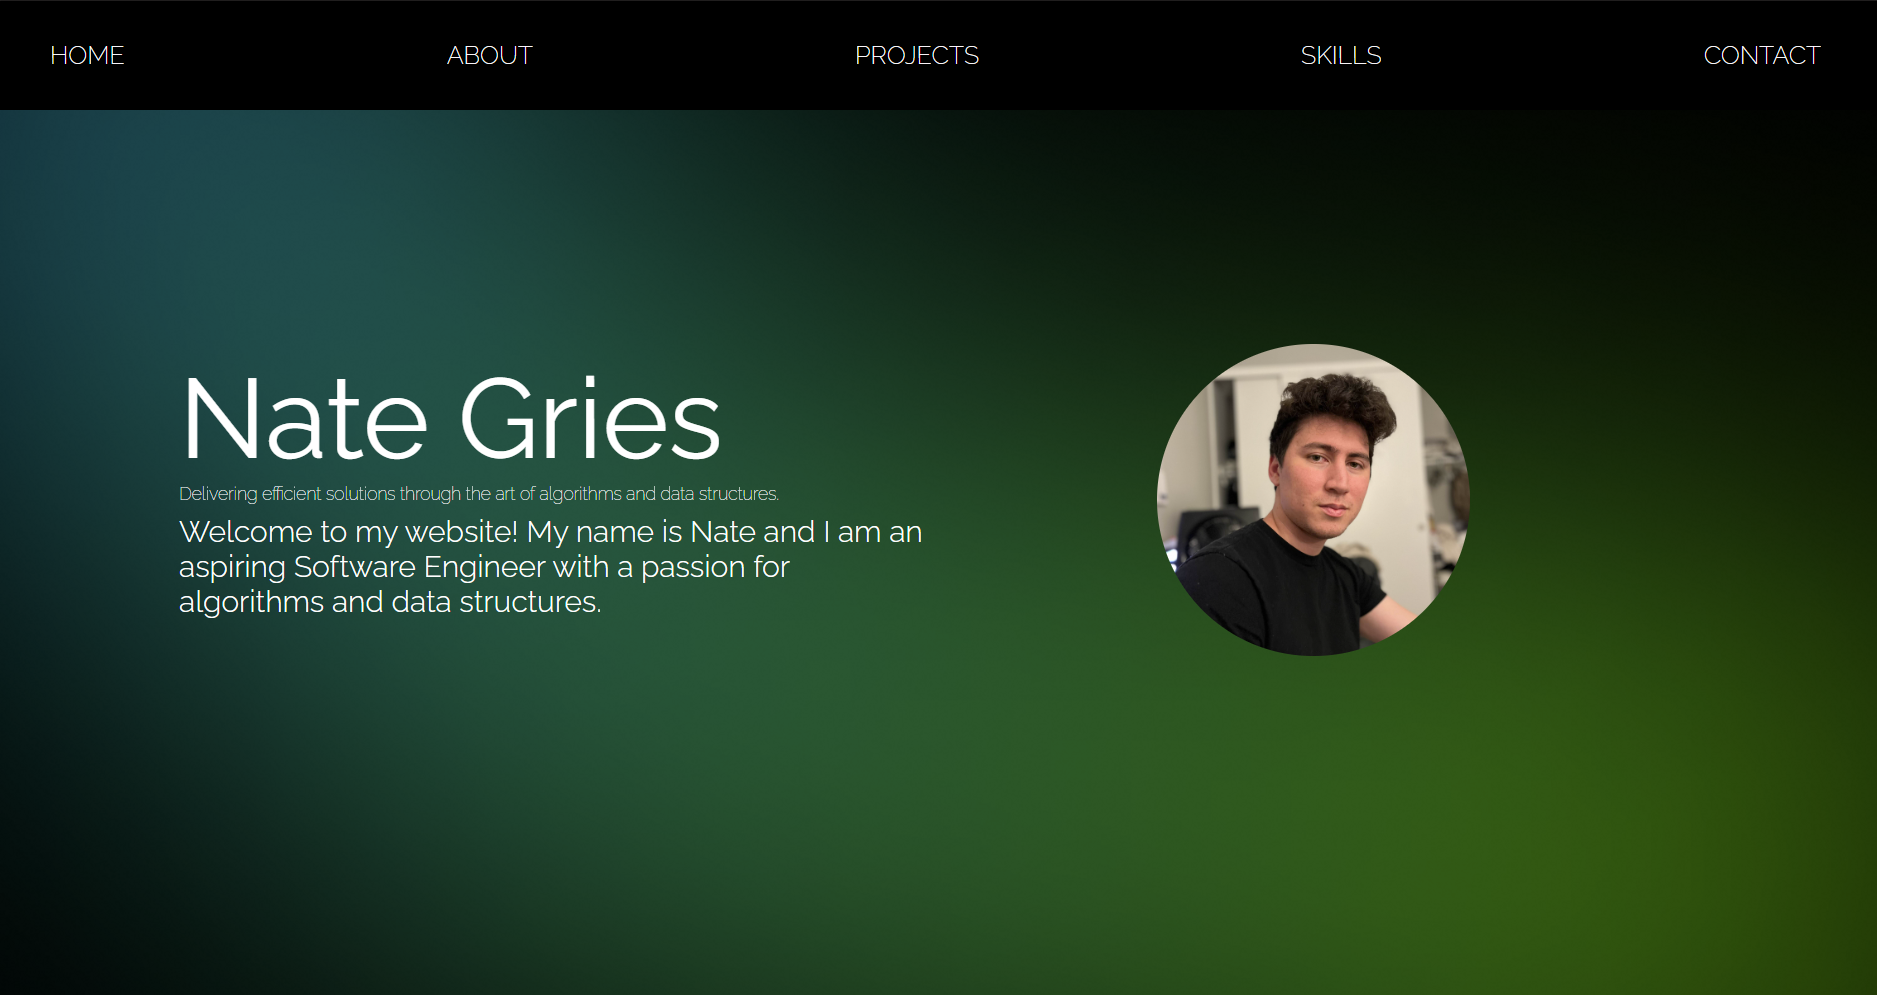 HOME ABOUT PROJECTS SKILLS CONTACT
Nate Gries
Delivering efficient solutions through the art of algorithms and data structures.
Welcome to my website! My name is Nate and I am an
aspiring Software Engineer with a passion for
algorithms and data structures.